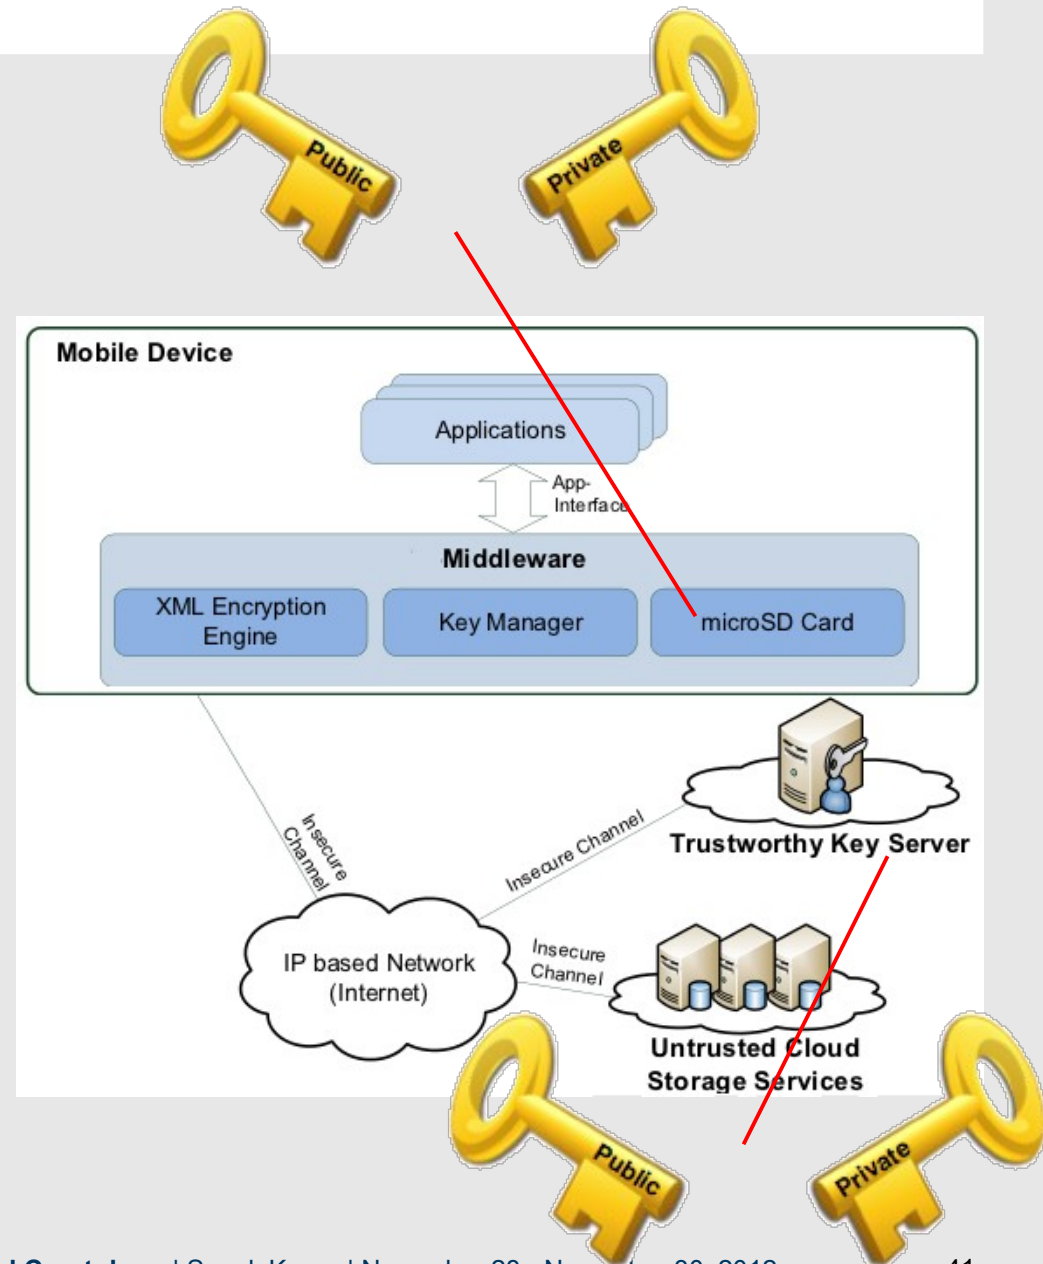 Public
Private
Mobile Device
Applications
App-
Interface
Middleware
XML Encryption
Engine
Key Manager
microSD Card
Insecure
Channel
Insecure Channel
Trustworthy Key Server
IP based Network
(Internet)
Insecure
Channel
Untrusted Cloud
Storage Services
Public
Private